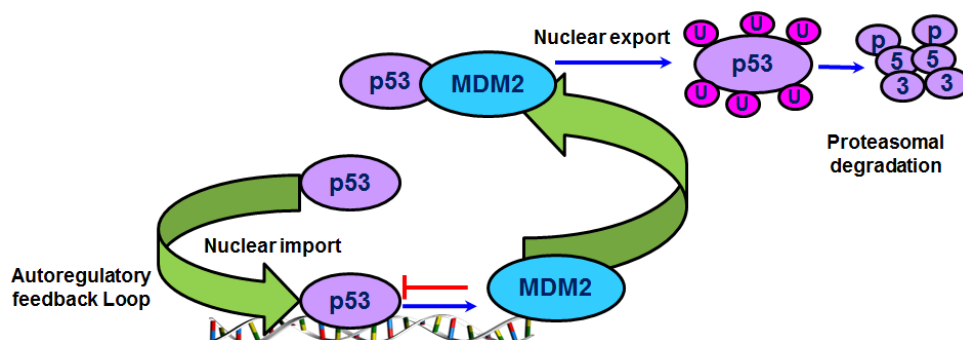 Nuclear export
U U U
p53 MDM2
p53
U U U
p p
5 5
3 3
Proteasomal
degradation
p53
Nuclear import
Autoregulatory
feedback Loop
p53
MDM2